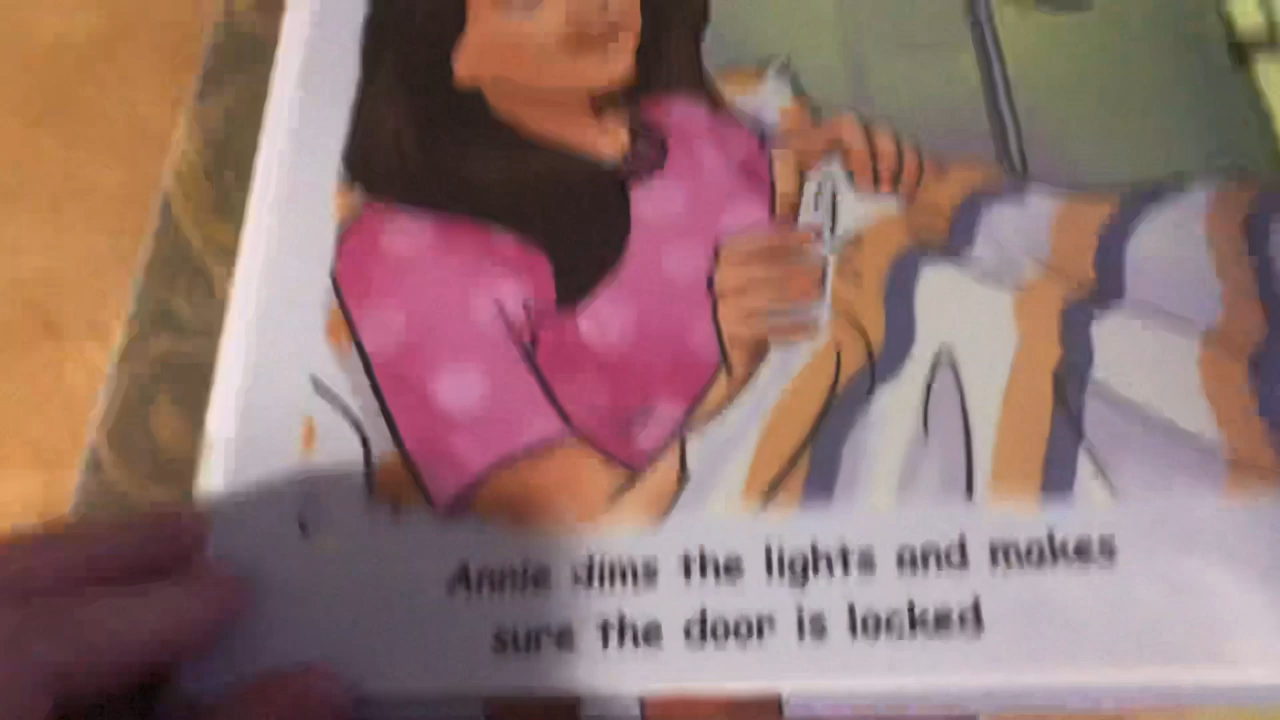 Annie dims the lights and makes
sure the door is locked